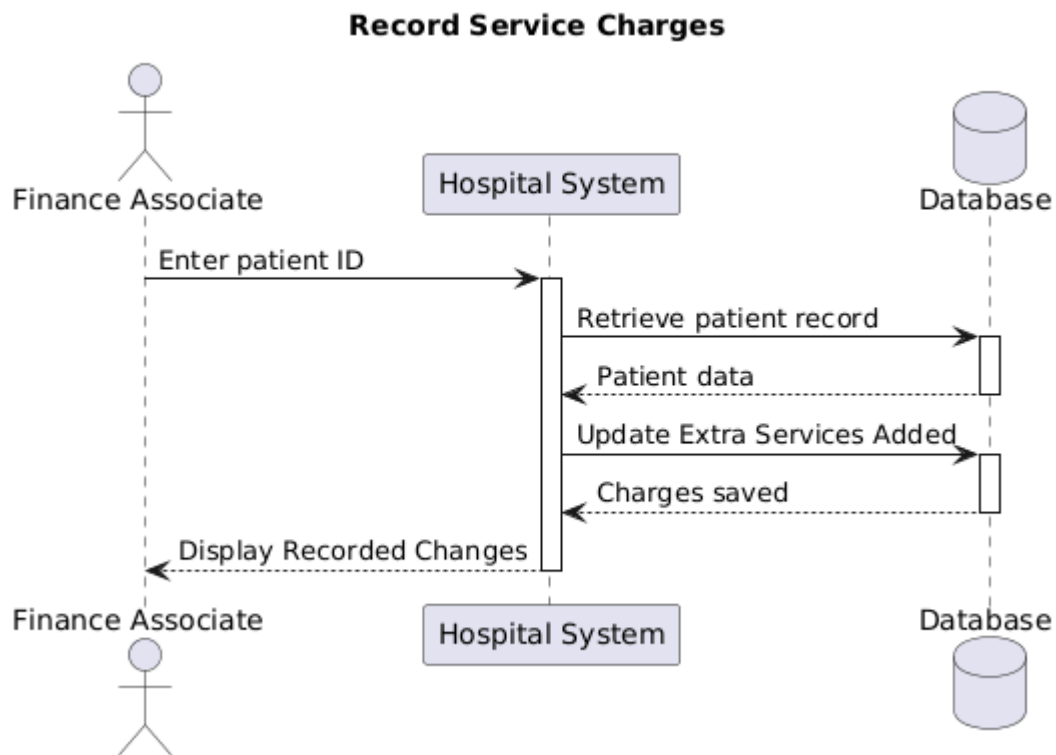 Record Service Charges
Finance Associate
Hospital System
Database
Enter patient ID
Retrieve patient record
Patient data
Update Extra Services Added
Charges saved
Display Recorded Changes
Finance Associate
Hospital System
Database